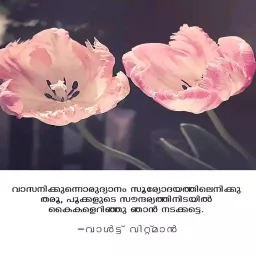 വാസനിക്കുന്നൊരുദ്യാനം സൂര്യോദയത്തിലെനിക്കു
തരൂ, പൂക്കളുടെ സൗന്ദര്യത്തിനിടയിൽ
കൈകളെറിഞ്ഞു ഞാൻ നടക്കട്ടെ.
—വാൾട്ട് വിറ്റ്മാൻ